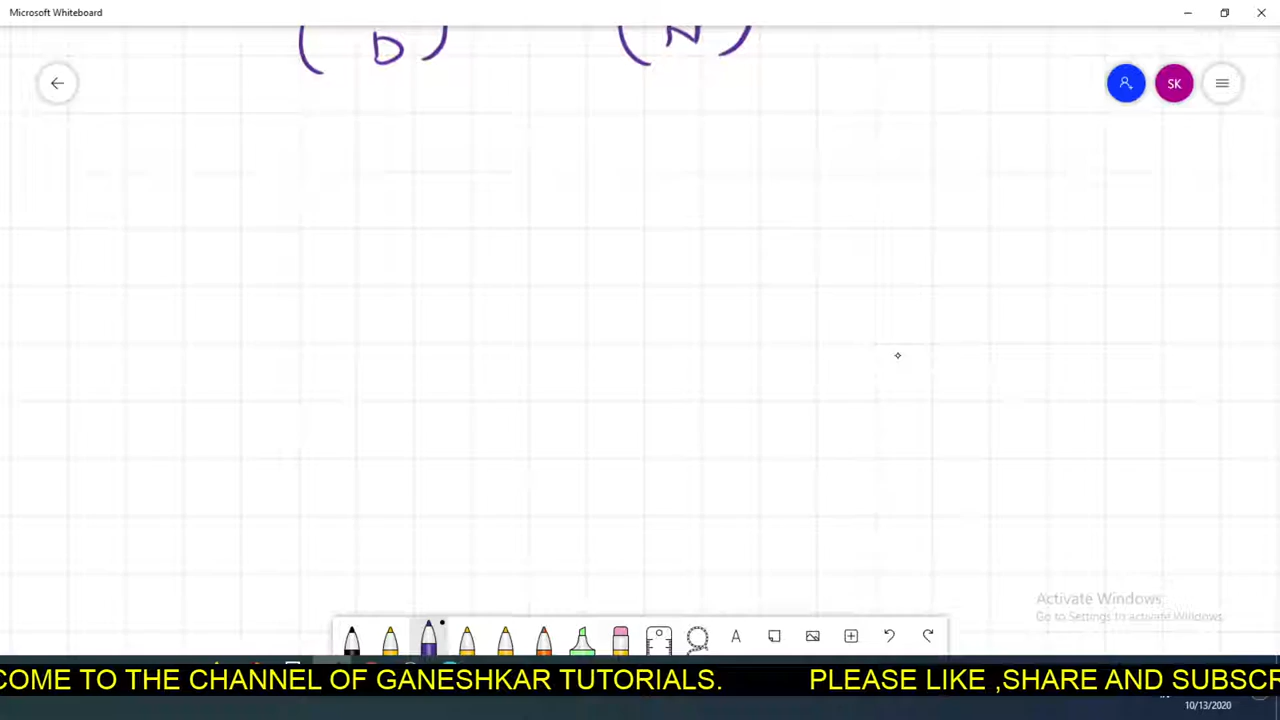 Microsoft Whiteboard
( D ) ( N )
SK
A
Activate Windows
Go to Settings to activate Windows.
COME TO THE CHANNEL OF GANESHKAR TUTORIALS. PLEASE LIKE ,SHARE AND SUBSCR
10/13/2020